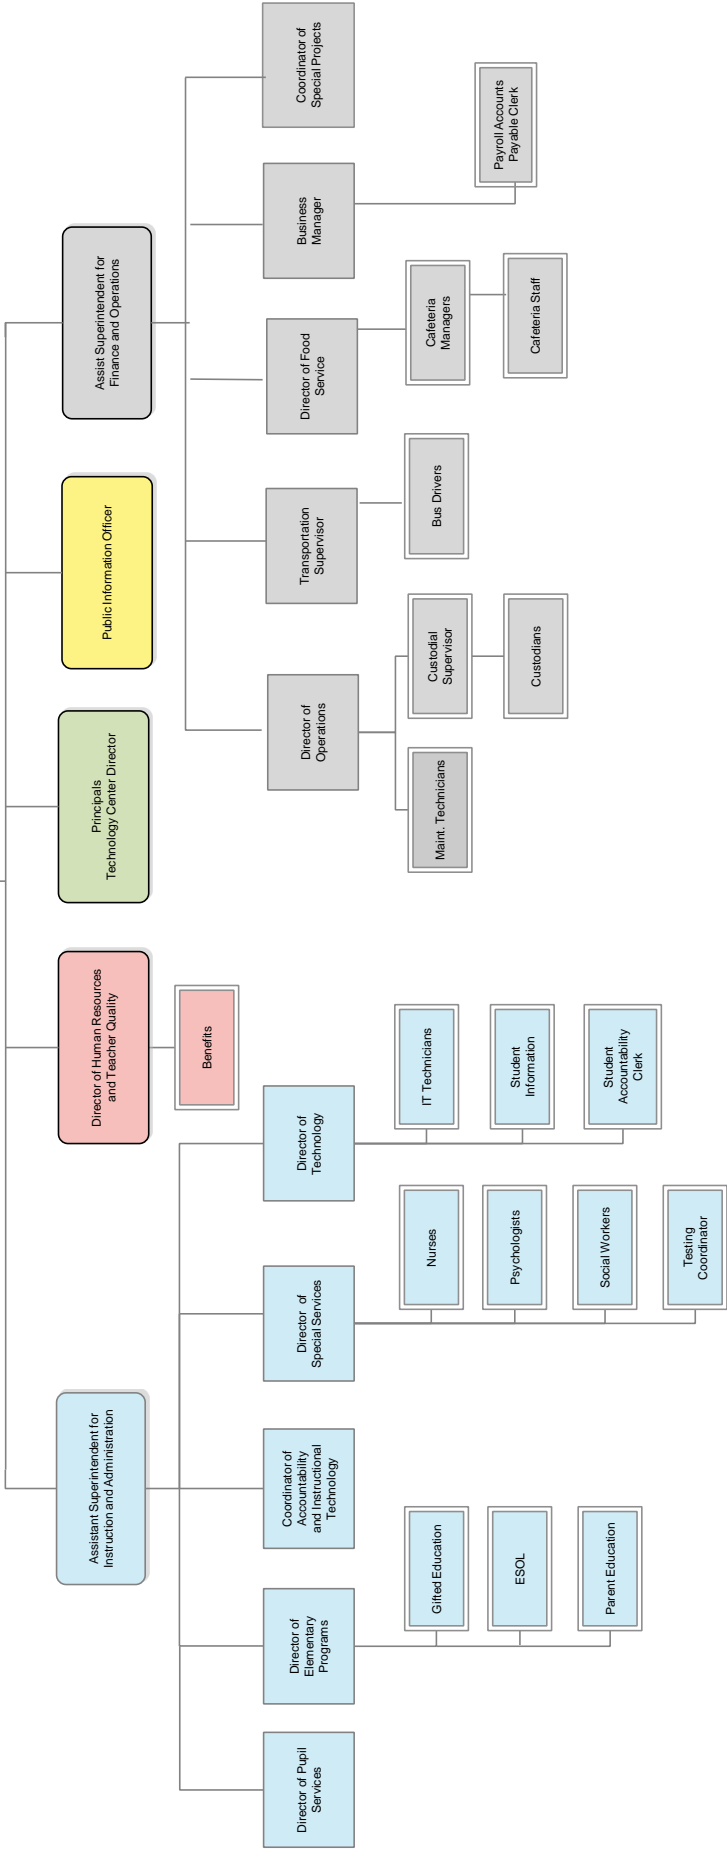 Assistant Superintendent for
Instruction and Administration
Director of Human Resources
and Teacher Quality
Principals
Technology Center Director
Public Information Officer
Assist Superintendent for
Finance and Operations
Benefits
Director of Pupil
Services
Director of
Elementary
Programs
Coordinator of
Accountability
and Instructional
Technology
Director of
Special Services
Director of
Technology
Director of
Operations
Transportation
Supervisor
Director of Food
Service
Business
Manager
Coordinator of
Special Projects
Gifted Education
ESOL
Parent Education
Nurses
Psychologists
Social Workers
Testing
Coordinator
IT Technicians
Student
Information
Student
Accountability
Clerk
Maint. Technicians
Custodial
Supervisor
Custodians
Bus Drivers
Cafeteria
Managers
Cafeteria Staff
Payroll Accounts
Payable Clerk